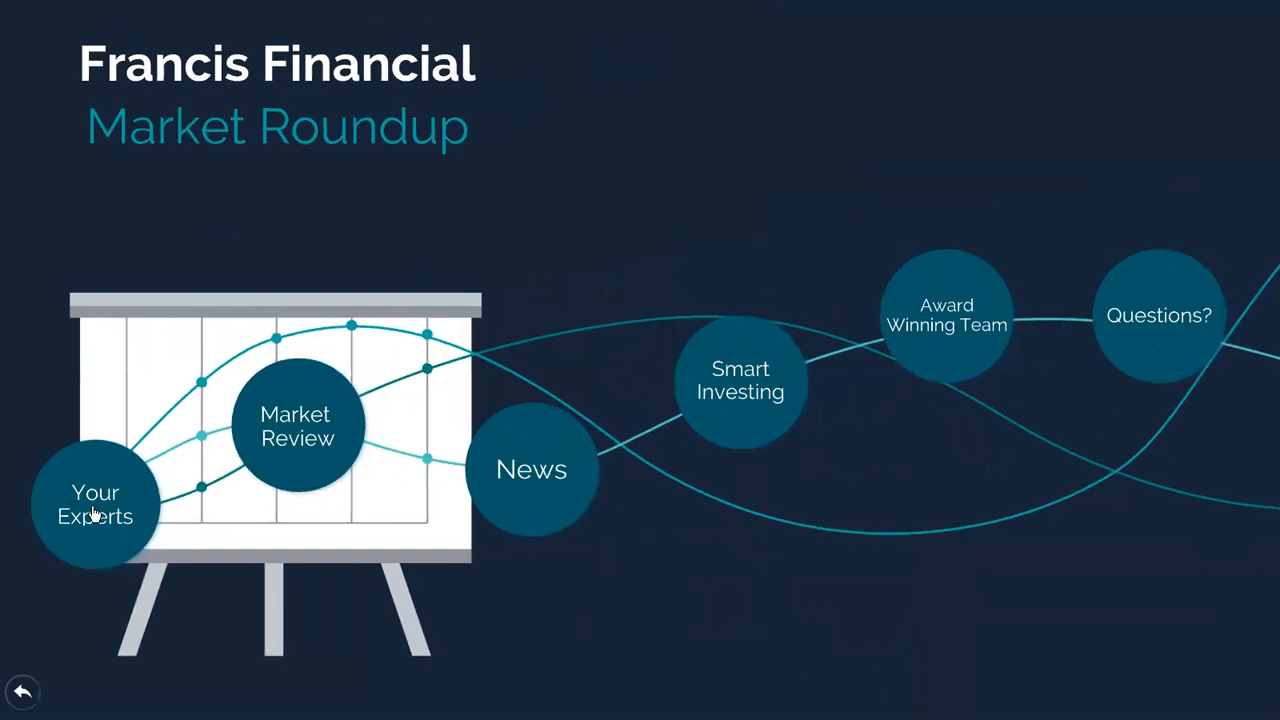 Francis Financial
Market Roundup
Your
Experts
Market
Review
News
Smart
Investing
Award
Winning Team
Questions?